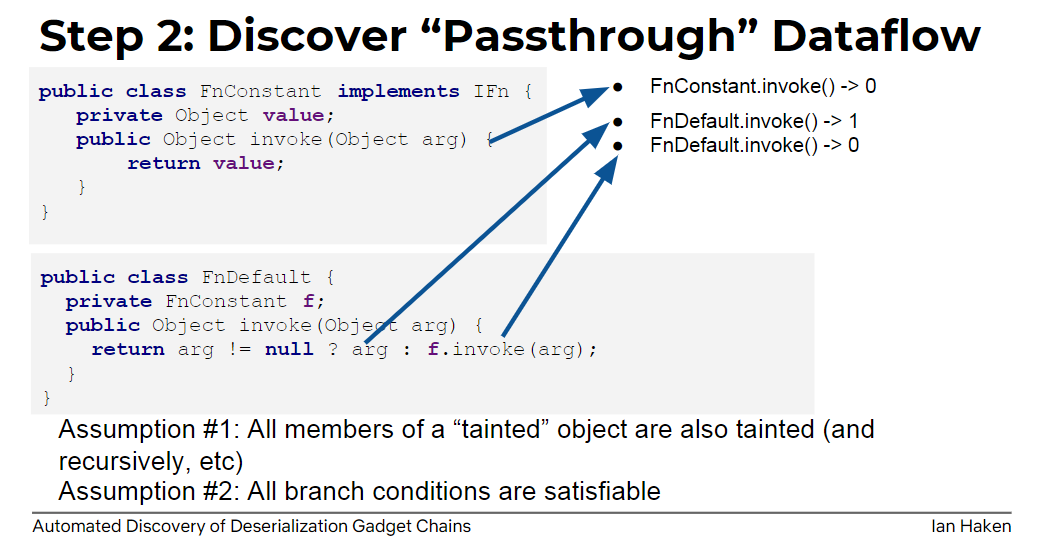 Step 2: Discover “Passthrough” Dataflow
public class FnConstant implements IFn {
private Object value;
public Object invoke(Object arg) {
return value;
}
}
● FnConstant.invoke() -> 0
● FnDefault.invoke() -> 1
● FnDefault.invoke() -> 0
public class FnDefault {
private FnConstant f;
public Object invoke(Object arg) {
return arg != null ? arg : f.invoke(arg);
}
}
Assumption #1: All members of a “tainted” object are also tainted (and
recursively, etc)
Assumption #2: All branch conditions are satisfiable
Automated Discovery of Deserialization Gadget Chains
Ian Haken